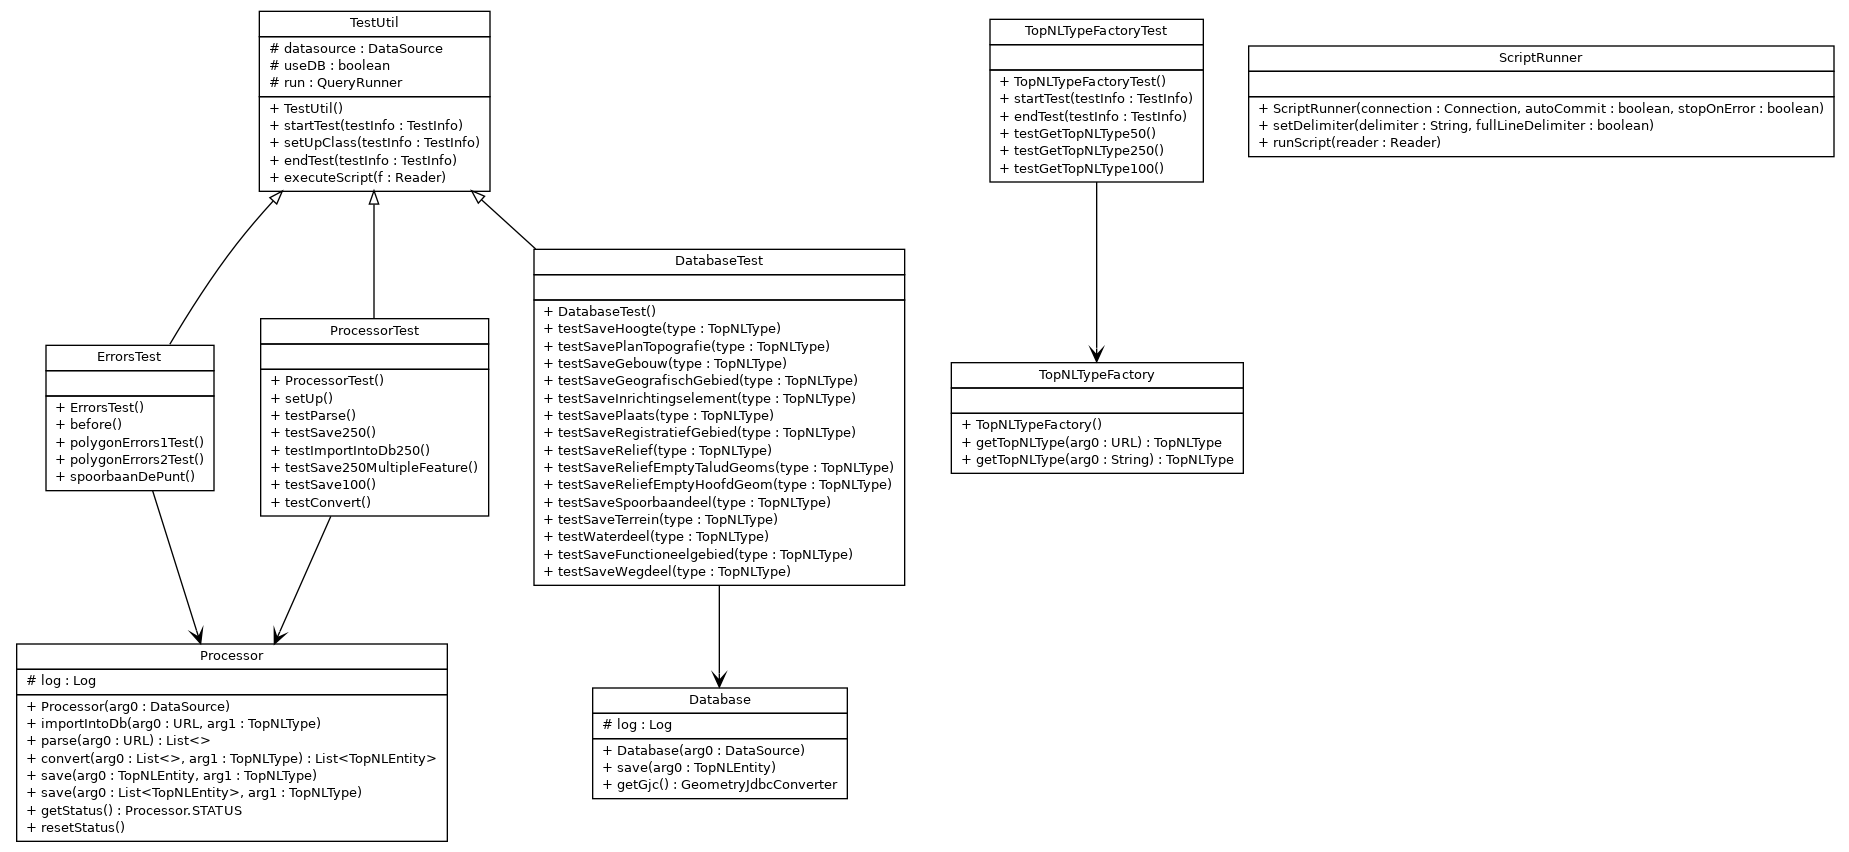 TestUtil
# datasource : DataSource
# useDB : boolean
# run : QueryRunner
+ TestUtil()
+ startTest(testInfo : TestInfo)
+ setUpClass(testInfo : TestInfo)
+ endTest(testInfo : TestInfo)
+ executeScript(f : Reader)
TopNLTypeFactoryTest
+ TopNLTypeFactoryTest()
+ startTest(testInfo : TestInfo)
+ endTest(testInfo : TestInfo)
+ testGetTopNLType50()
+ testGetTopNLType250()
+ testGetTopNLType100()
ScriptRunner
+ ScriptRunner(connection : Connection, autoCommit : boolean, stopOnError : boolean)
+ setDelimiter(delimiter : String, fullLineDelimiter : boolean)
+ runScript(reader : Reader)
ErrorsTest
+ ErrorsTest()
+ before()
+ polygonErrors1Test()
+ polygonErrors2Test()
+ spoorbaanDePunt()
ProcessorTest
+ ProcessorTest()
+ setUp()
+ testParse()
+ testSave250()
+ testImportIntoDb250()
+ testSave250MultipleFeature()
+ testSave100()
+ testConvert()
DatabaseTest
+ DatabaseTest()
+ testSaveHoogte(type : TopNLType)
+ testSavePlanTopografie(type : TopNLType)
+ testSaveGebouw(type : TopNLType)
+ testSaveGeografischGebied(type : TopNLType)
+ testSaveInrichtingselement(type : TopNLType)
+ testSavePlaats(type : TopNLType)
+ testSaveRegistratiefGebied(type : TopNLType)
+ testSaveRelief(type : TopNLType)
+ testSaveReliefEmptyTaludGeoms(type : TopNLType)
+ testSaveReliefEmptyHoofdGeom(type : TopNLType)
+ testSaveSpoorbaandeel(type : TopNLType)
+ testSaveTerrein(type : TopNLType)
+ testWaterdeel(type : TopNLType)
+ testSaveFunctioneelgebied(type : TopNLType)
+ testSaveWegdeel(type : TopNLType)
TopNLTypeFactory
+ TopNLTypeFactory()
+ getTopNLType(arg0 : URL) : TopNLType
+ getTopNLType(arg0 : String) : TopNLType
Processor
# log : Log
+ Processor(arg0 : DataSource)
+ importIntoDb(arg0 : URL, arg1 : TopNLType)
+ parse(arg0 : URL) : List<>
+ convert(arg0 : List<>, arg1 : TopNLType) : List<TopNLEntity>
+ save(arg0 : TopNLEntity, arg1 : TopNLType)
+ save(arg0 : List<TopNLEntity>, arg1 : TopNLType)
+ getStatus() : Processor.STATUS
+ resetStatus()
Database
# log : Log
+ Database(arg0 : DataSource)
+ save(arg0 : TopNLEntity)
+ getGjc() : GeometryJdbcConverter